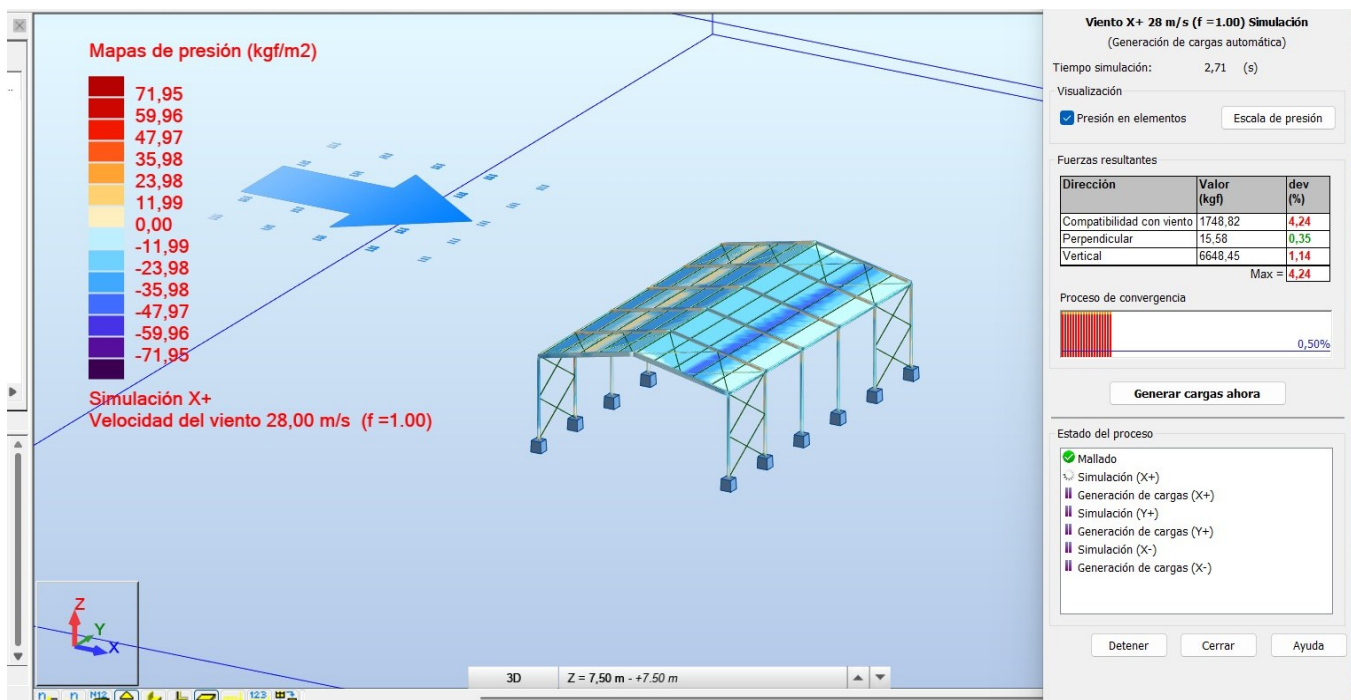 Mapas de presión (kgf/m2)
71,95
59,96
47,97
35,98
23,98
11,99
0,00
-11,99
-23,98
-35,98
-47,97
-59,96
-71,95
Simulación X+
Velocidad del viento 28,00 m/s (f =1.00)
Z
Y
X
3D Z = 7,50 m - +7.50 m
n n N12 123
Viento X+ 28 m/s (f =1.00) Simulación
(Generación de cargas automática)
Tiempo simulación: 2,71 (s)
Visualización
Presión en elementos Escala de presión
Fuerzas resultantes
Dirección Valor (kgf) dev (%)
Compatibilidad con viento 1748,82 4,24
Perpendicular 15,58 0,35
Vertical 6648,45 1,14
Max = 4,24
Proceso de convergencia
0,50%
Generar cargas ahora
Estado del proceso
Mallado
Simulación (X+)
Generación de cargas (X+)
Simulación (Y+)
Generación de cargas (Y+)
Simulación (X-)
Generación de cargas (X-)
Detener Cerrar Ayuda